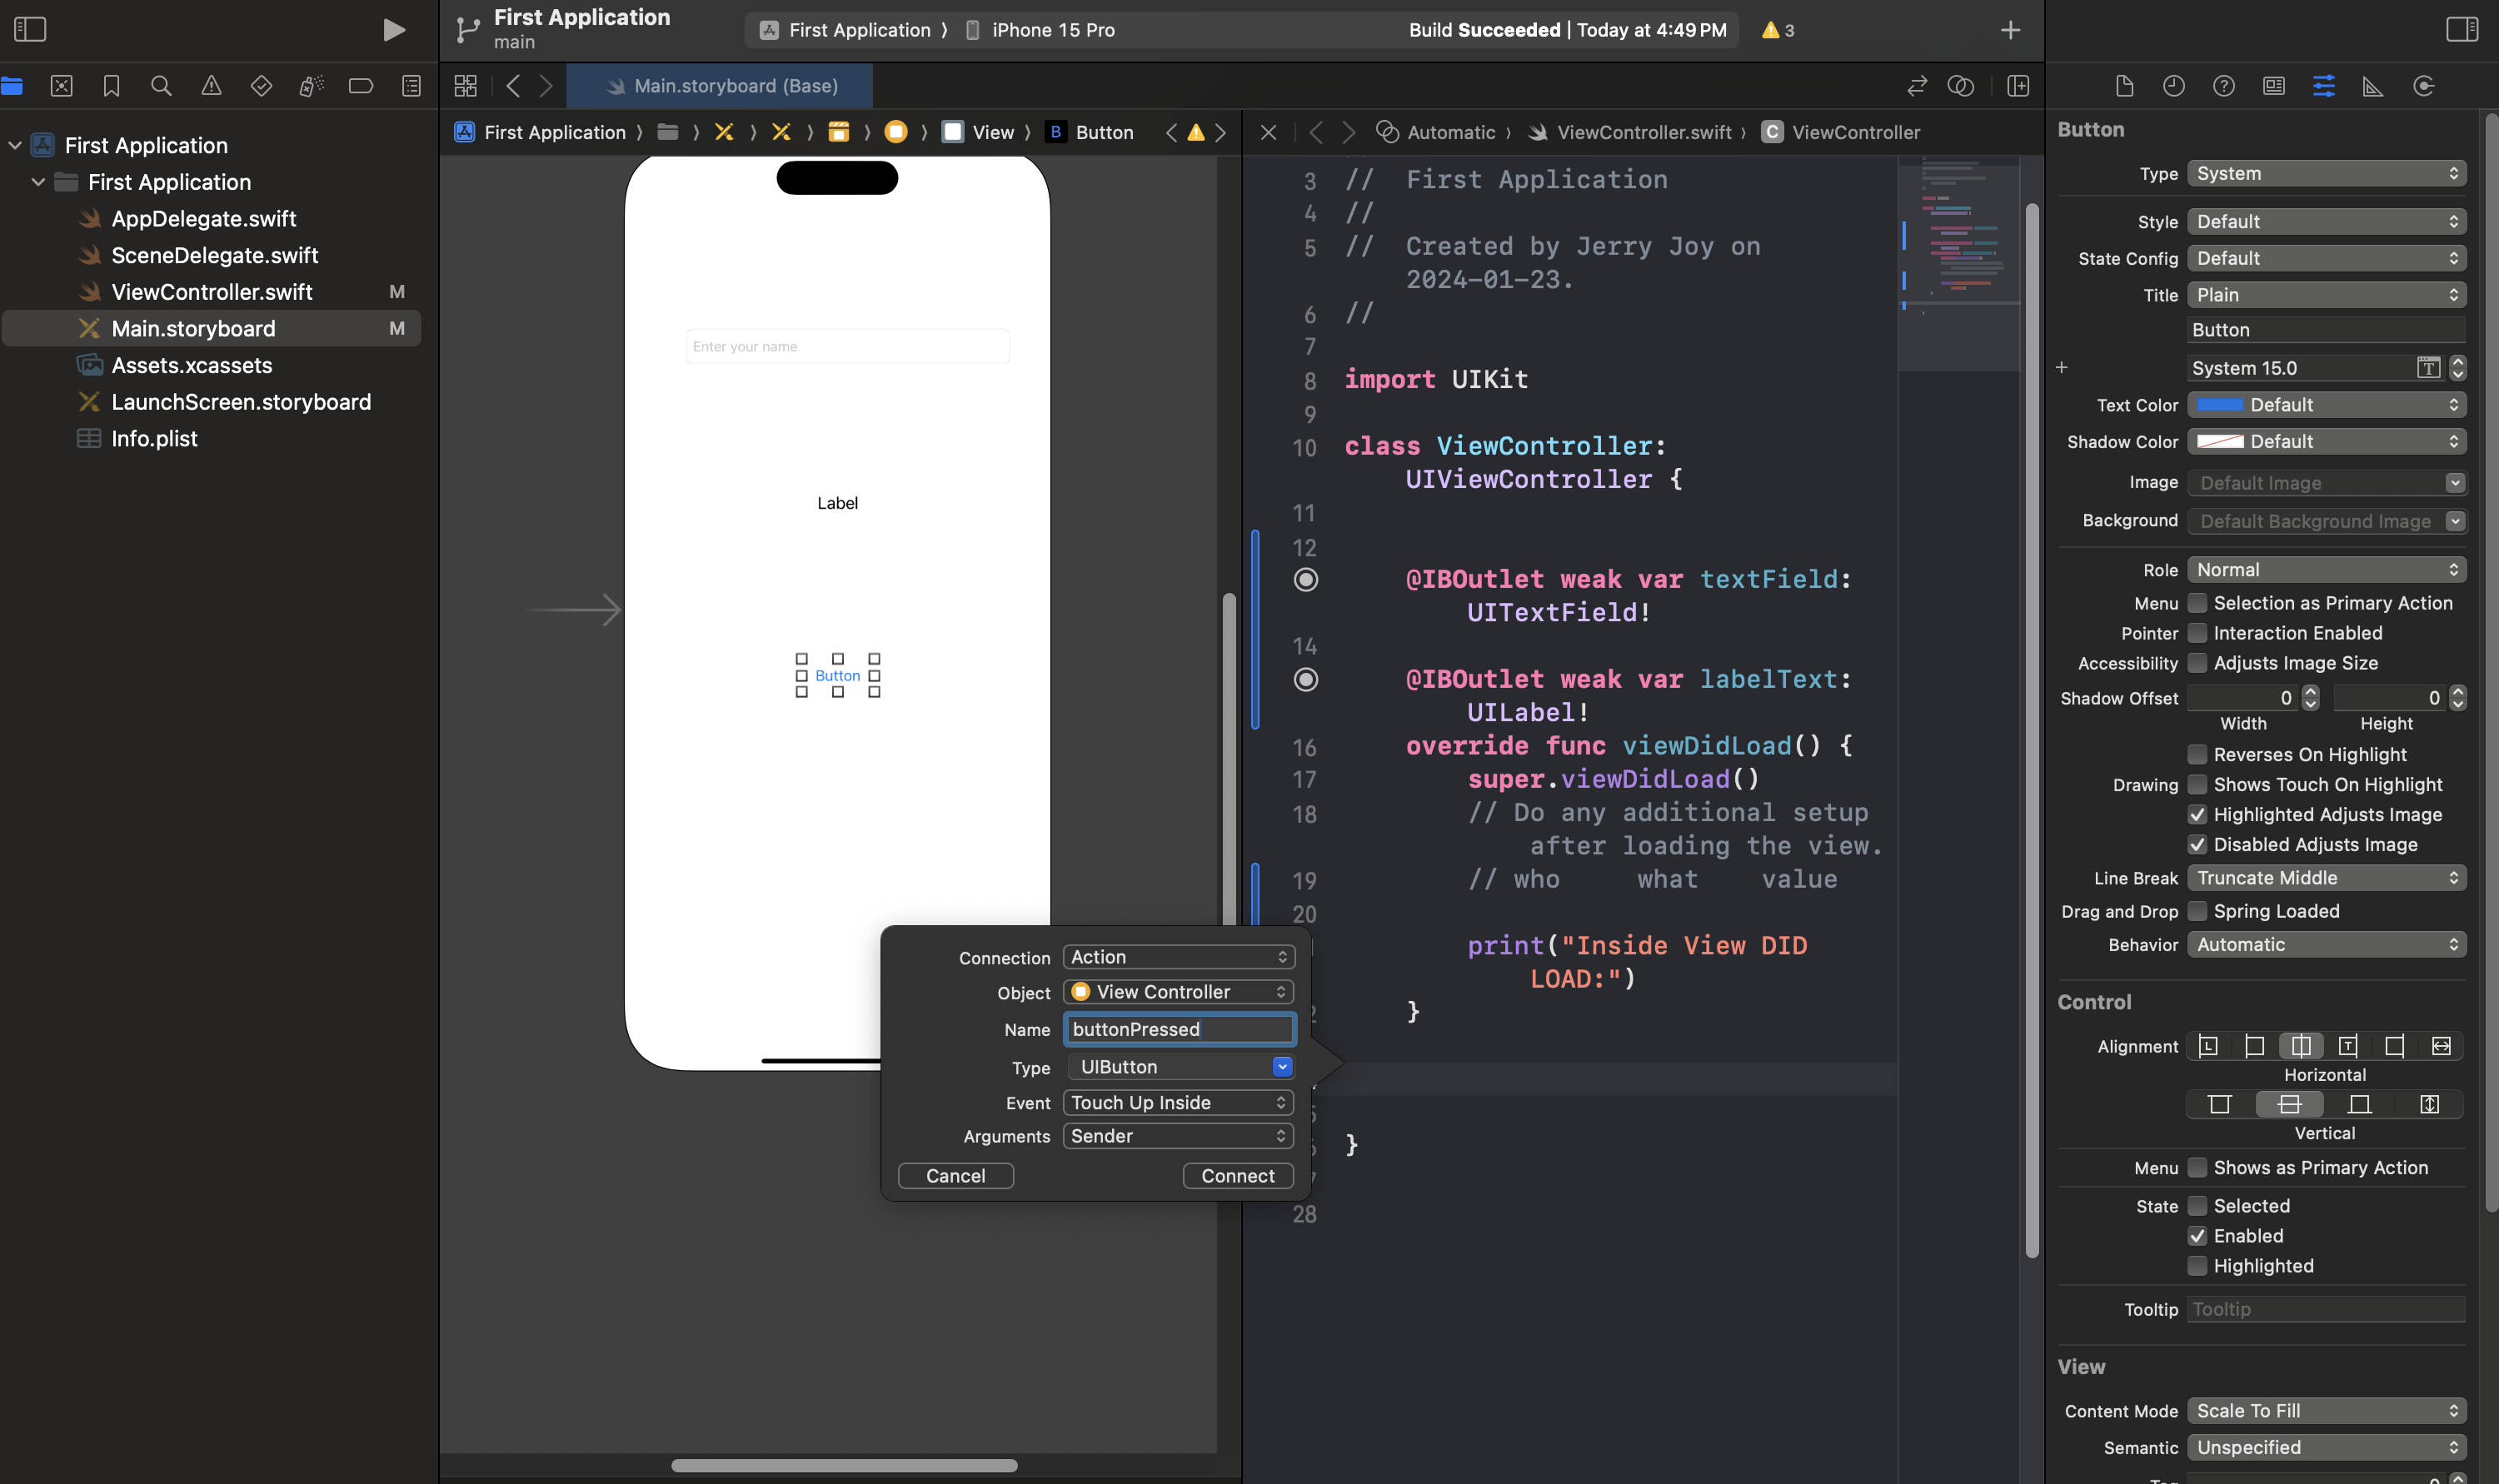 First Application
main
First Application
iPhone 15 Pro
Build Succeeded | Today at 4:49 PM
3
Main.storyboard (Base)
First Application
First Application
AppDelegate.swift
SceneDelegate.swift
ViewController.swift M
Main.storyboard M
Assets.xcassets
LaunchScreen.storyboard
Info.plist
First Application
View
B Button
Enter your name
Label
Button
Automatic
ViewController.swift
C ViewController
3 // First Application
4 //
5 // Created by Jerry Joy on
2024-01-23.
6 //
7
8 import UIKit
9
10 class ViewController:
UIViewController {
11
12
@IBOutlet weak var textField:
UITextField!
14
@IBOutlet weak var labelText:
UILabel!
16 override func viewDidLoad() {
17 super.viewDidLoad()
18 // Do any additional setup
after loading the view.
19 // who what value
20
print("Inside View DID
LOAD:")
}
}
28
Connection Action
Object View Controller
Name buttonPressed
Type UIButton
Event Touch Up Inside
Arguments Sender
Cancel Connect
Button
Type System
Style Default
State Config Default
Title Plain
Button
System 15.0
Text Color Default
Shadow Color Default
Image Default Image
Background Default Background Image
Role Normal
Menu Selection as Primary Action
Pointer Interaction Enabled
Accessibility Adjusts Image Size
Shadow Offset 0 0
Width Height
Reverses On Highlight
Drawing Shows Touch On Highlight
Highlighted Adjusts Image
Disabled Adjusts Image
Line Break Truncate Middle
Drag and Drop Spring Loaded
Behavior Automatic
Control
Alignment
Horizontal
Vertical
Menu Shows as Primary Action
State Selected
Enabled
Highlighted
Tooltip Tooltip
View
Content Mode Scale To Fill
Semantic Unspecified